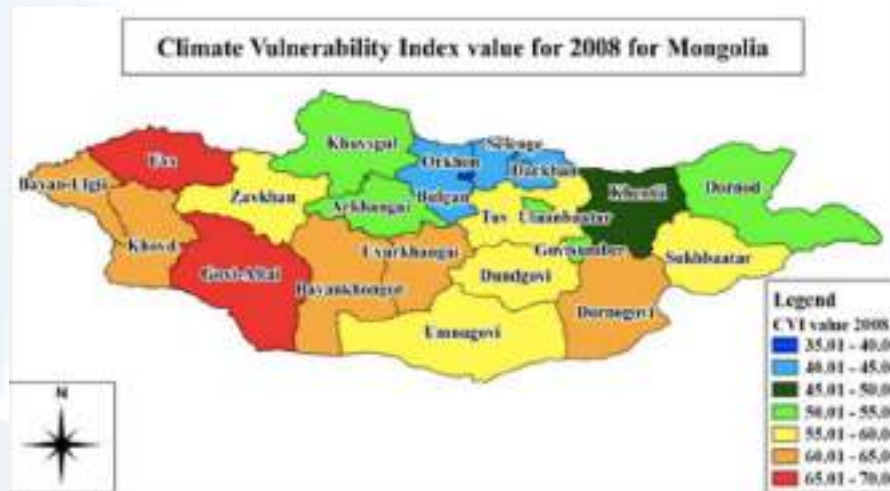 Climate Vulnerability Index value for 2008 for Mongolia
Khuvsgul
Selenge
Uvs
Orkhon
Darkhan
Bayan-Ulgii
Zavkhan
Arkhangai
Bulgan
Khentii
Dornod
Tuv
Ulaanbaatar
Khovd
Uvurkhangai
Govisumber
Sukhbaatar
Govi-Altai
Bayankhongor
Dundgovi
Dornogovi
Umnugovi
Legend
CVI value 2008
35.01 - 40.0
40.01 - 45.0
45.01 - 50.0
50.01 - 55.0
55.01 - 60.0
60.01 - 65.0
65.01 - 70.0
N